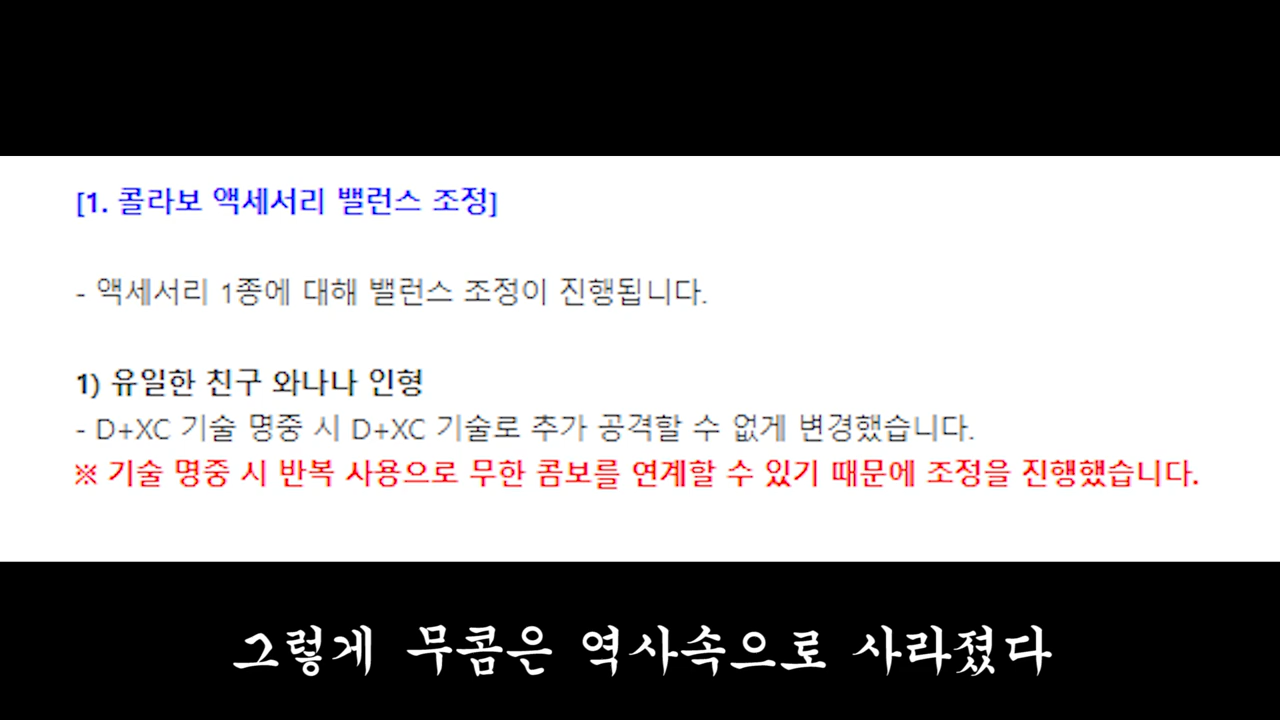 [1. 콜라보 액세서리 밸런스 조정]
- 액세서리 1종에 대해 밸런스 조정이 진행됩니다.
1) 유일한 친구 와나나 인형
- D+XC 기술 명중 시 D+XC 기술로 추가 공격할 수 없게 변경했습니다.
※ 기술 명중 시 반복 사용으로 무한 콤보를 연계할 수 있기 때문에 조정을 진행했습니다.
그렇게 무콤은 역사속으로 사라졌다